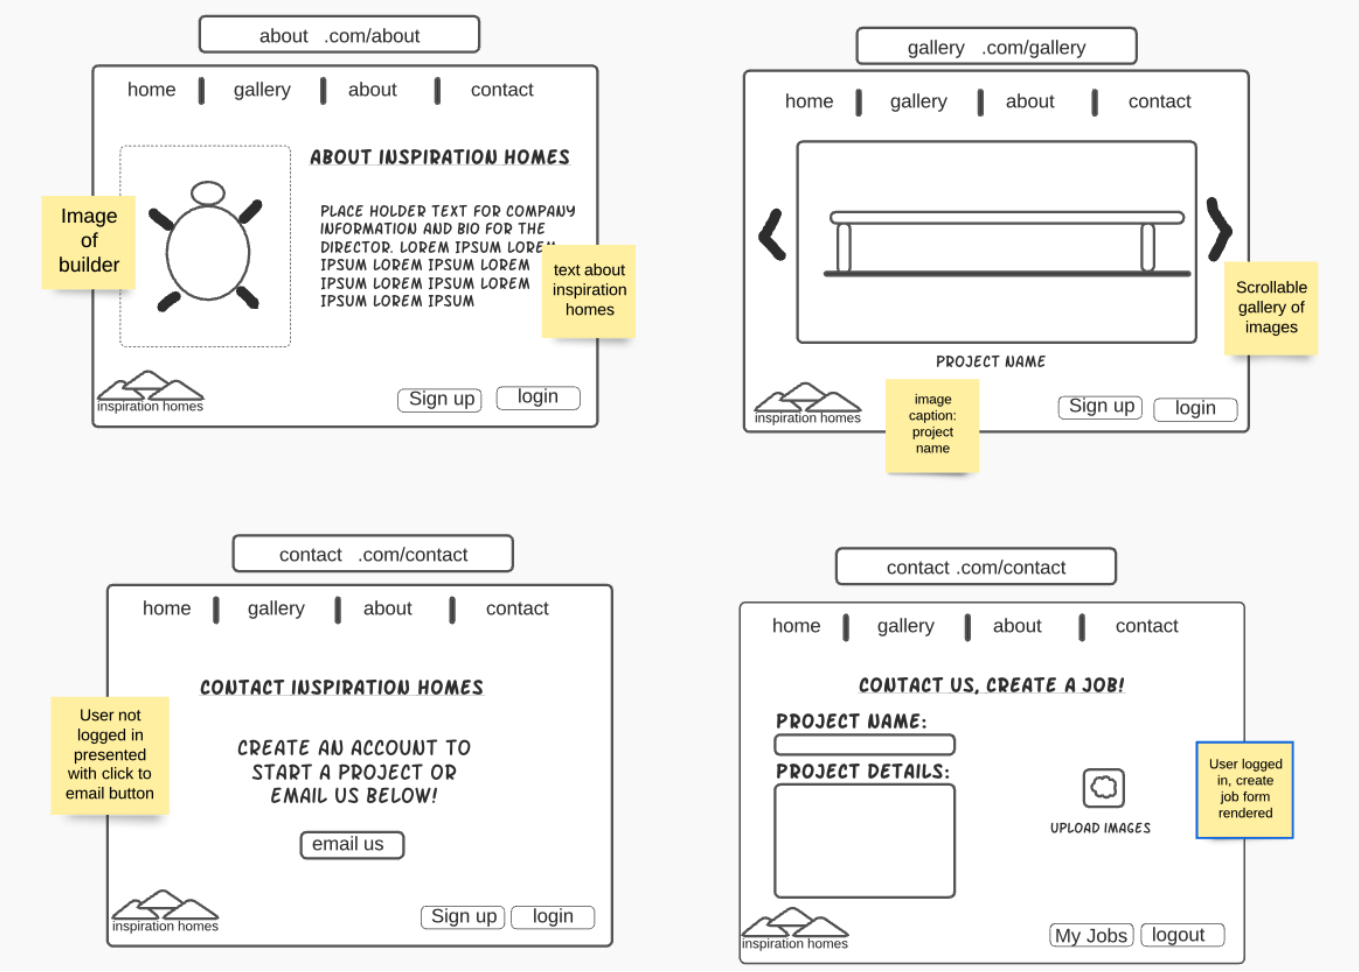 about .com/about
home gallery about contact
ABOUT INSPIRATION HOMES
Image
of
builder
PLACE HOLDER TEXT FOR COMPANY
INFORMATION AND BIO FOR THE
DIRECTOR. LOREM IPSUM LOREM
IPSUM LOREM IPSUM LOREM
IPSUM LOREM IPSUM LOREM
IPSUM LOREM IPSUM
text about
inspiration
homes
inspiration homes
Sign up login
gallery .com/gallery
home gallery about contact
Scrollable
gallery of
images
PROJECT NAME
image
caption:
project
name
inspiration homes
Sign up login
contact .com/contact
home gallery about contact
CONTACT INSPIRATION HOMES
User not
logged in
presented
with click to
email button
CREATE AN ACCOUNT TO
START A PROJECT OR
EMAIL US BELOW!
email us
inspiration homes
Sign up login
contact .com/contact
home gallery about contact
CONTACT US, CREATE A JOB!
PROJECT NAME:
PROJECT DETAILS:
UPLOAD IMAGES
User logged
in, create
job form
rendered
inspiration homes
My Jobs logout